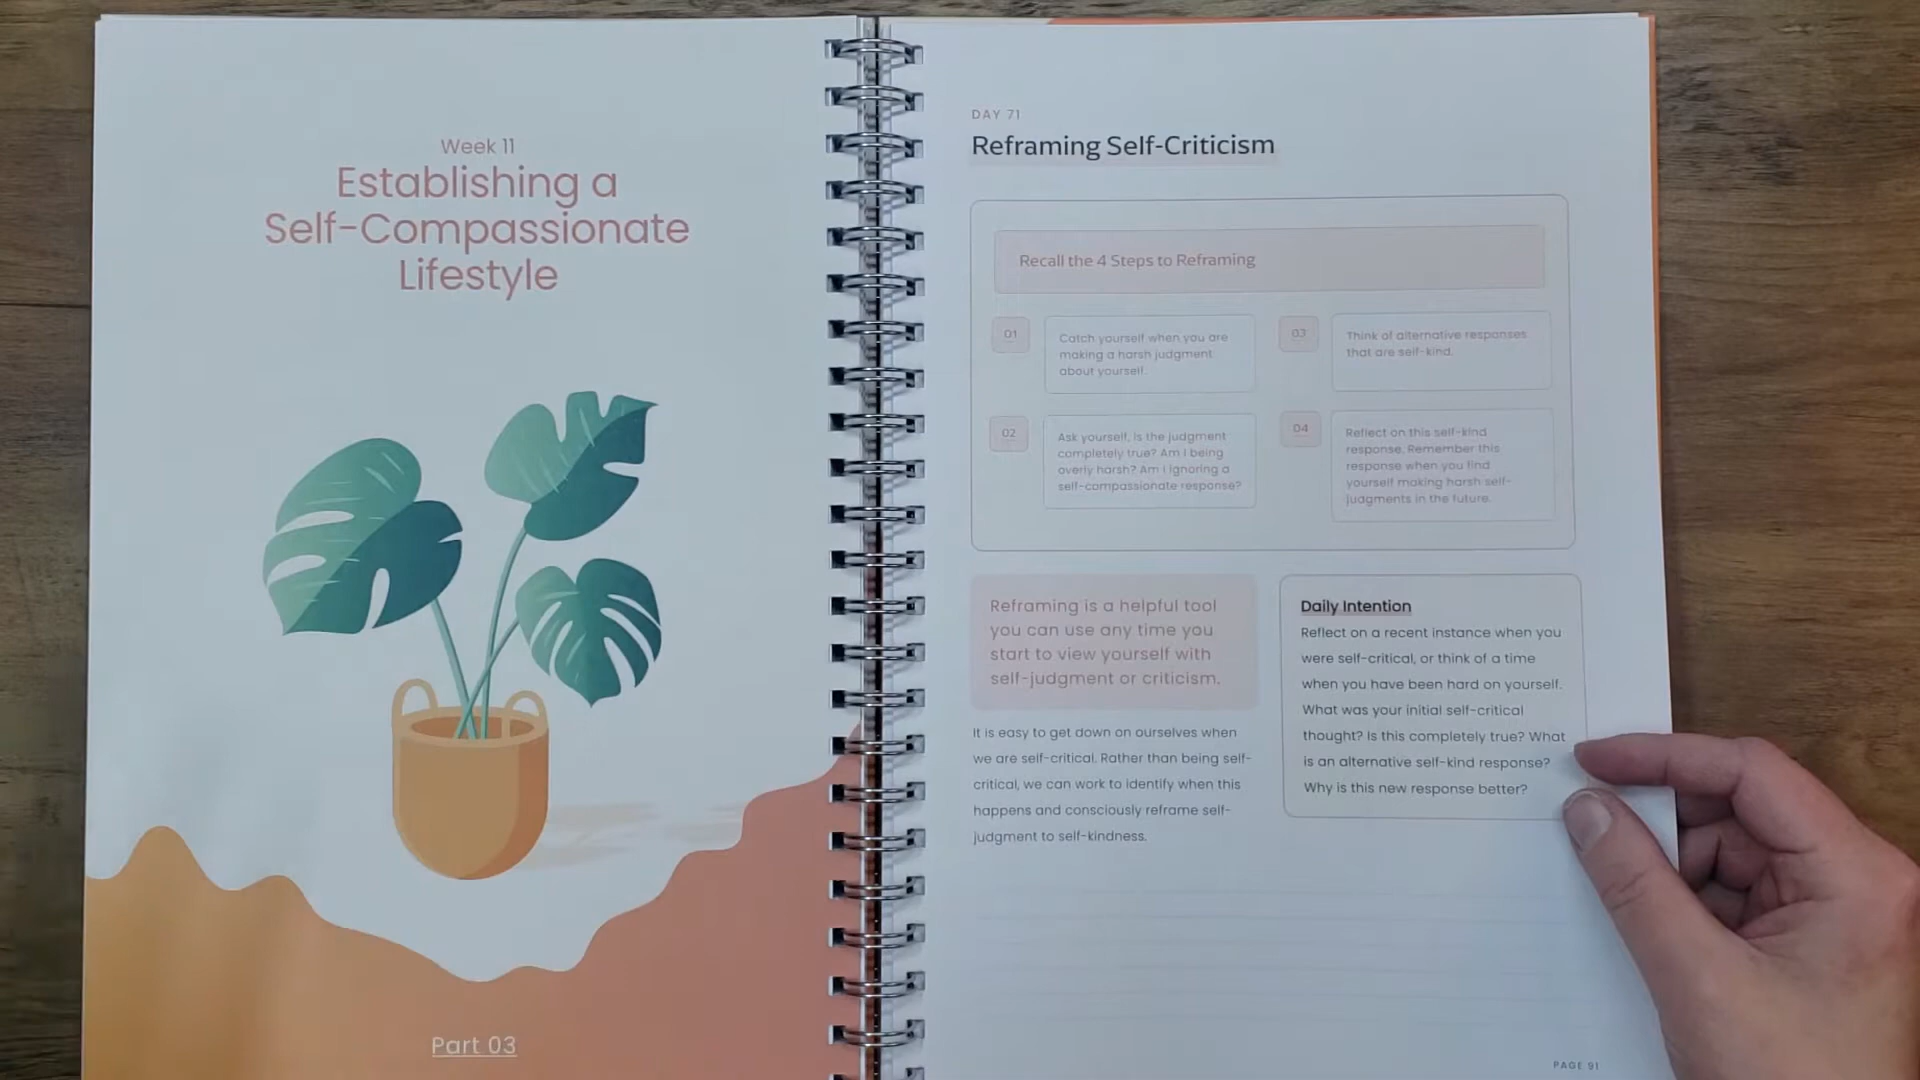 Week 11
Establishing a
Self-Compassionate
Lifestyle
Part 03
DAY 71
Reframing Self-Criticism
Recall the 4 Steps to Reframing
01
Catch yourself when you are
making a harsh judgment
about yourself.
02
Ask yourself, is the judgment
completely true? Am I being
overly harsh? Am I ignoring a
self-compassionate response?
03
Think of alternative responses
that are self-kind.
04
Reflect on this self-kind
response. Remember this
response when you find
yourself making harsh self-
judgments in the future.
Reframing is a helpful tool
you can use any time you
start to view yourself with
self-judgment or criticism.
It is easy to get down on ourselves when
we are self-critical. Rather than being self-
critical, we can work to identify when this
happens and consciously reframe self-
judgment to self-kindness.
Daily Intention
Reflect on a recent instance when you
were self-critical, or think of a time
when you have been hard on yourself.
What was your initial self-critical
thought? Is this completely true? What
is an alternative self-kind response?
Why is this new response better?
PAGE 91